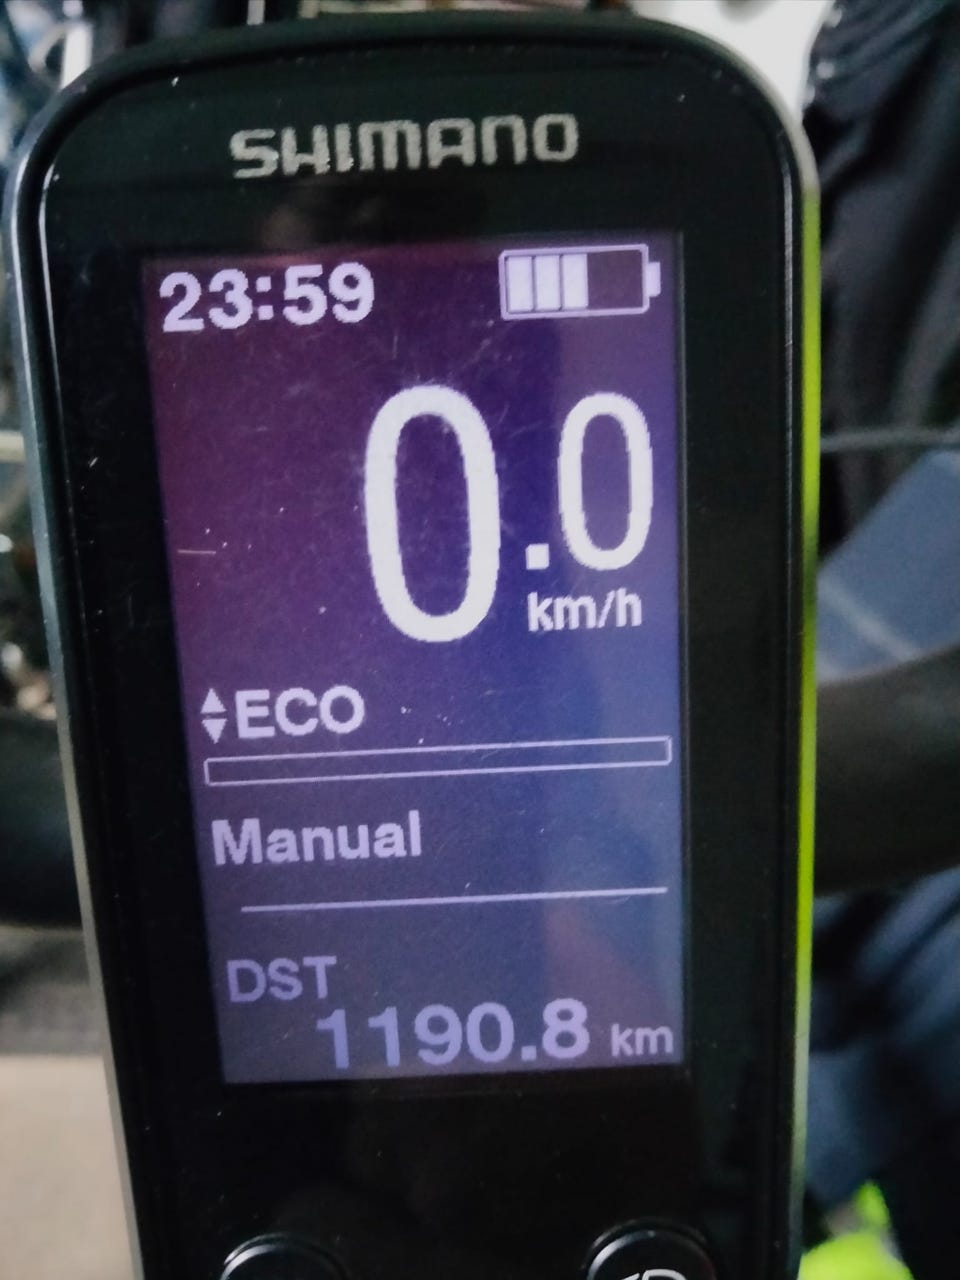 SHIMANO
23:59
0.0
km/h
ECO
Manual
DST
1190.8 km